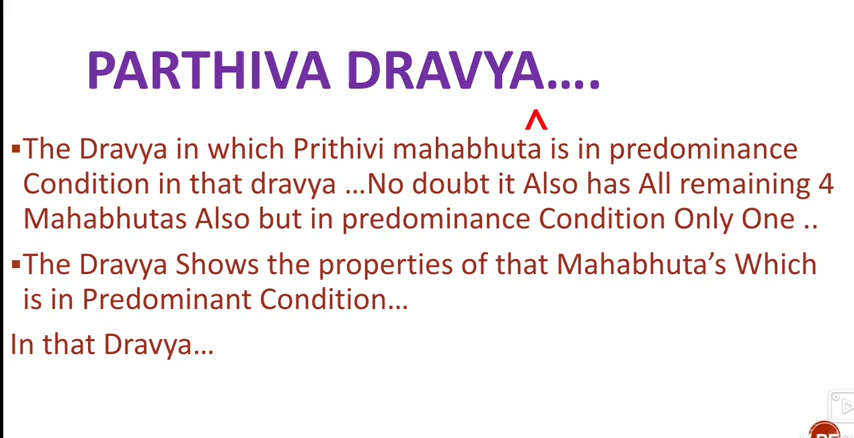 PARTHIVA DRAVYA....
^
▪The Dravya in which Prithivi mahabhuta is in predominance
Condition in that dravya ...No doubt it Also has All remaining 4
Mahabhutas Also but in predominance Condition Only One ..
▪The Dravya Shows the properties of that Mahabhuta's Which
is in Predominant Condition...
In that Dravya...